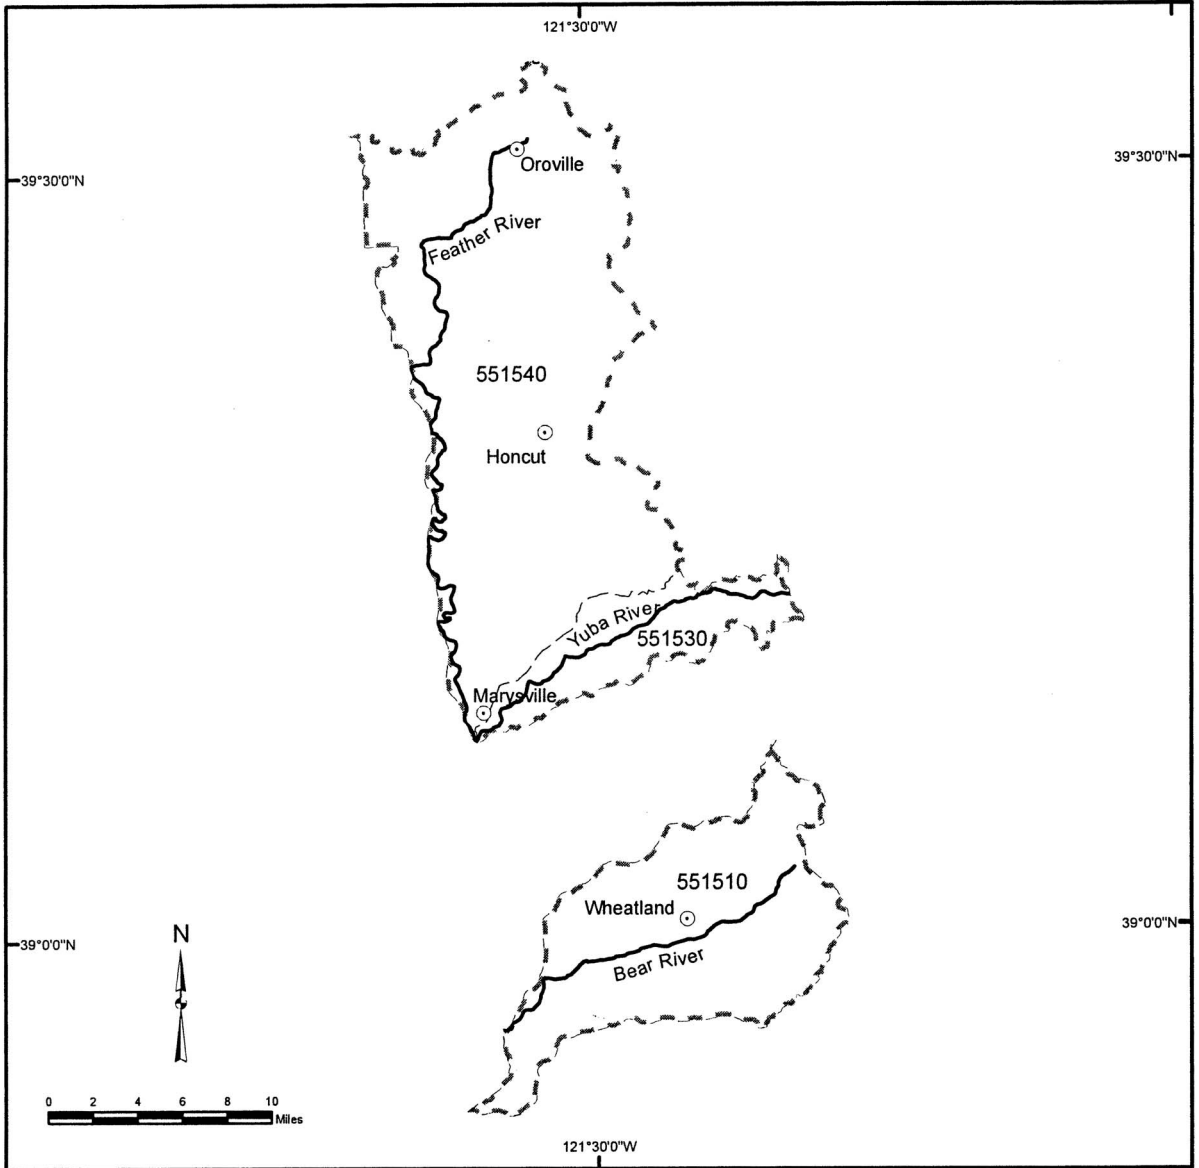 121°30'0"W
39°30'0"N
39°30'0"N
Oroville
Feather River
551540
Honcut
Yuba River
551530
Marysville
551510
Wheatland
39°0'0"N
39°0'0"N
Bear River
N
0 2 4 6 8 10
Miles
121°30'0"W